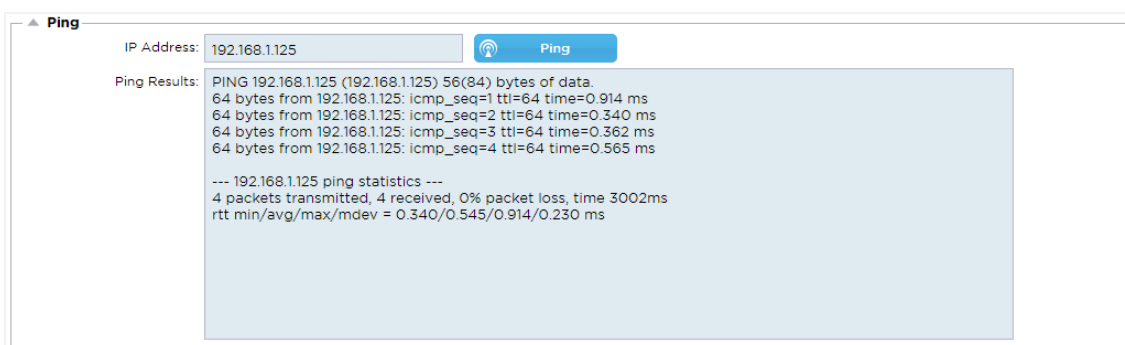 Ping
IP Address: 192.168.1.125 Ping
Ping Results: PING 192.168.1.125 (192.168.1.125) 56(84) bytes of data.
64 bytes from 192.168.1.125: icmp_seq=1 ttl=64 time=0.914 ms
64 bytes from 192.168.1.125: icmp_seq=2 ttl=64 time=0.340 ms
64 bytes from 192.168.1.125: icmp_seq=3 ttl=64 time=0.362 ms
64 bytes from 192.168.1.125: icmp_seq=4 ttl=64 time=0.565 ms
--- 192.168.1.125 ping statistics ---
4 packets transmitted, 4 received, 0% packet loss, time 3002ms
rtt min/avg/max/mdev = 0.340/0.545/0.914/0.230 ms